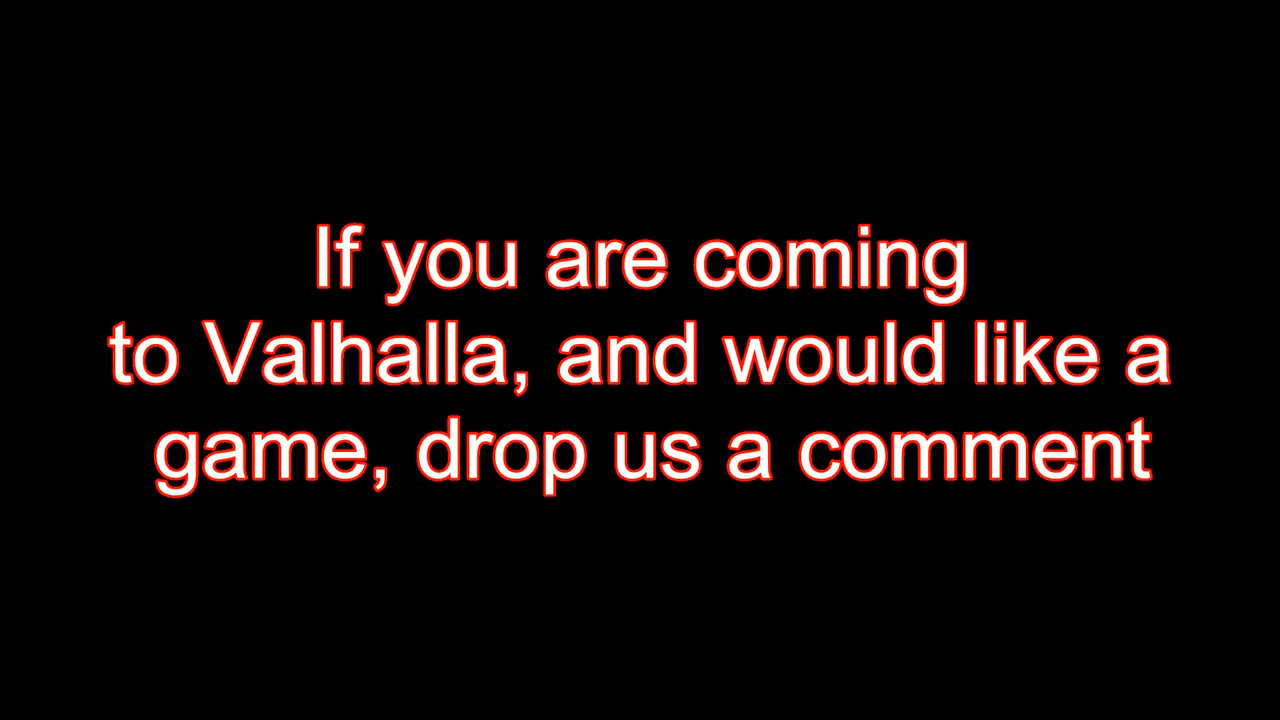 If you are coming
to Valhalla, and would like a
game, drop us a comment